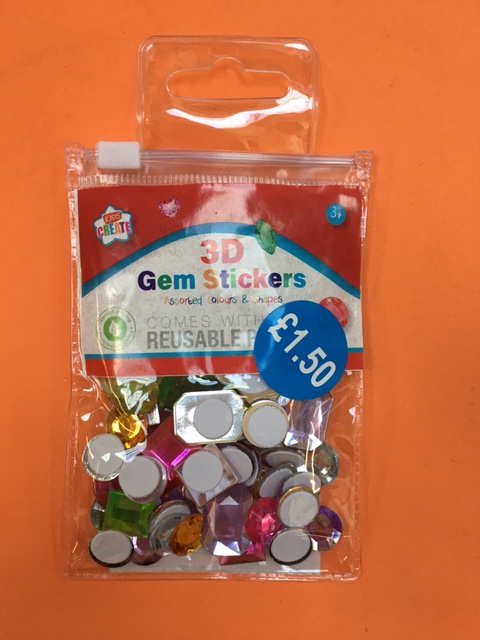 KIDS
CREATE
3+
3D
Gem Stickers
Assorted Colours & Shapes
COMES WITH
REUSABLE
£1.50